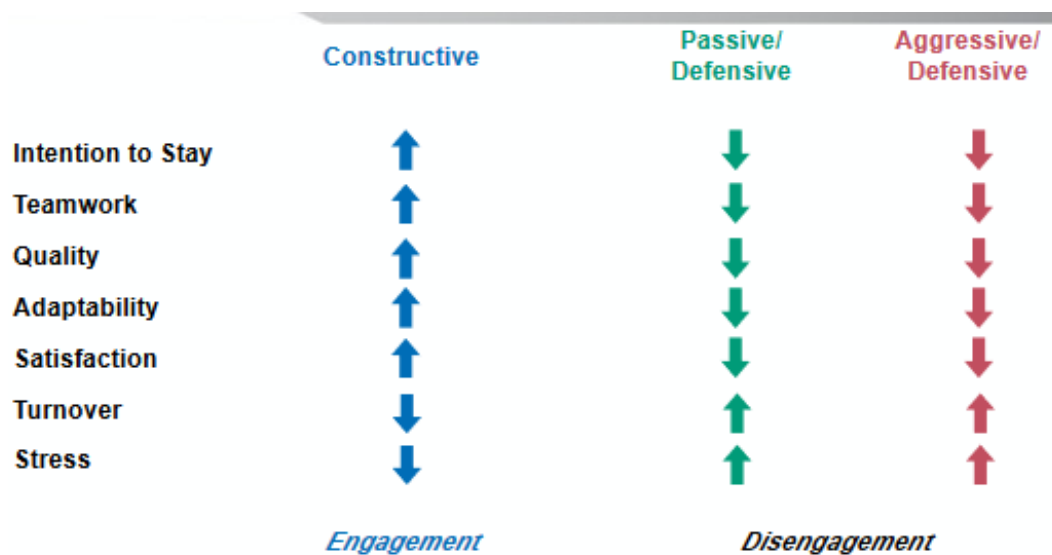 Constructive
Passive/
Defensive
Aggressive/
Defensive
Intention to Stay
Teamwork
Quality
Adaptability
Satisfaction
Turnover
Stress
Engagement
Disengagement